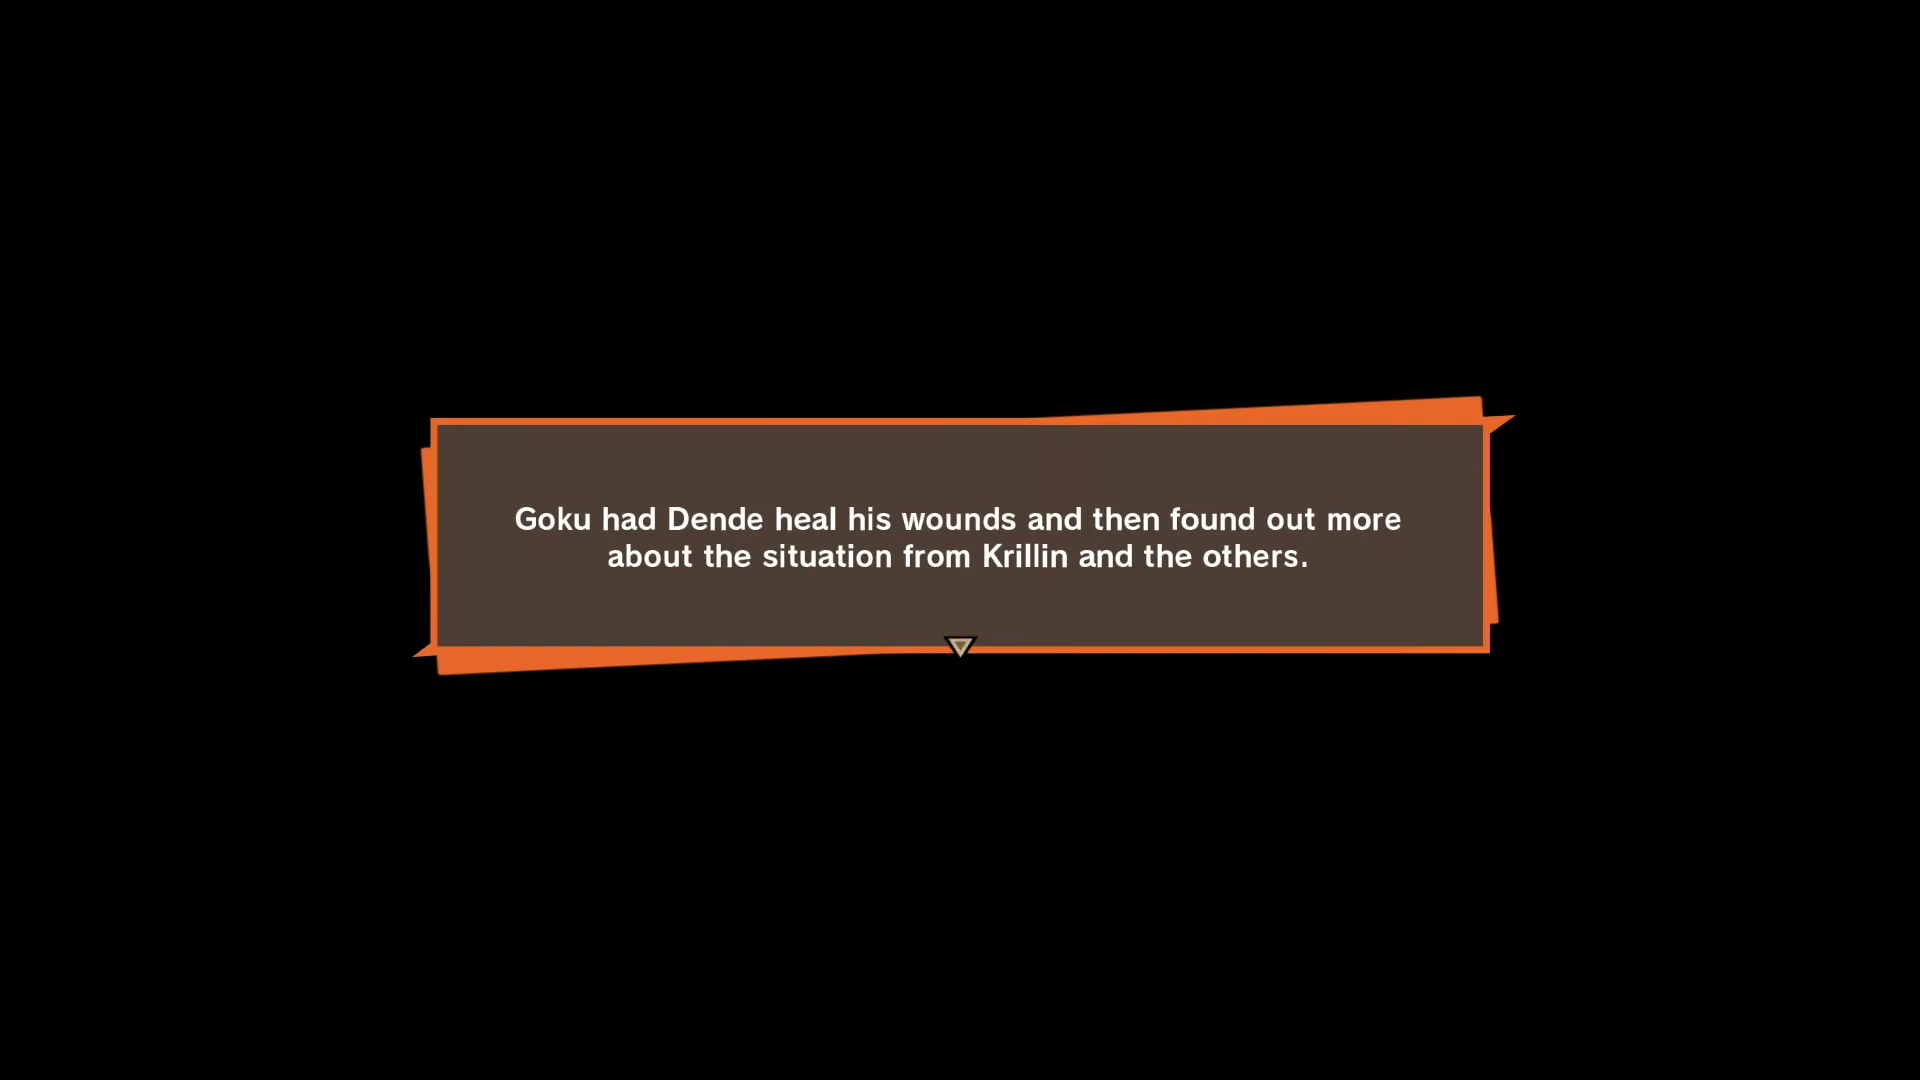 Goku had Dende heal his wounds and then found out more
about the situation from Krillin and the others.